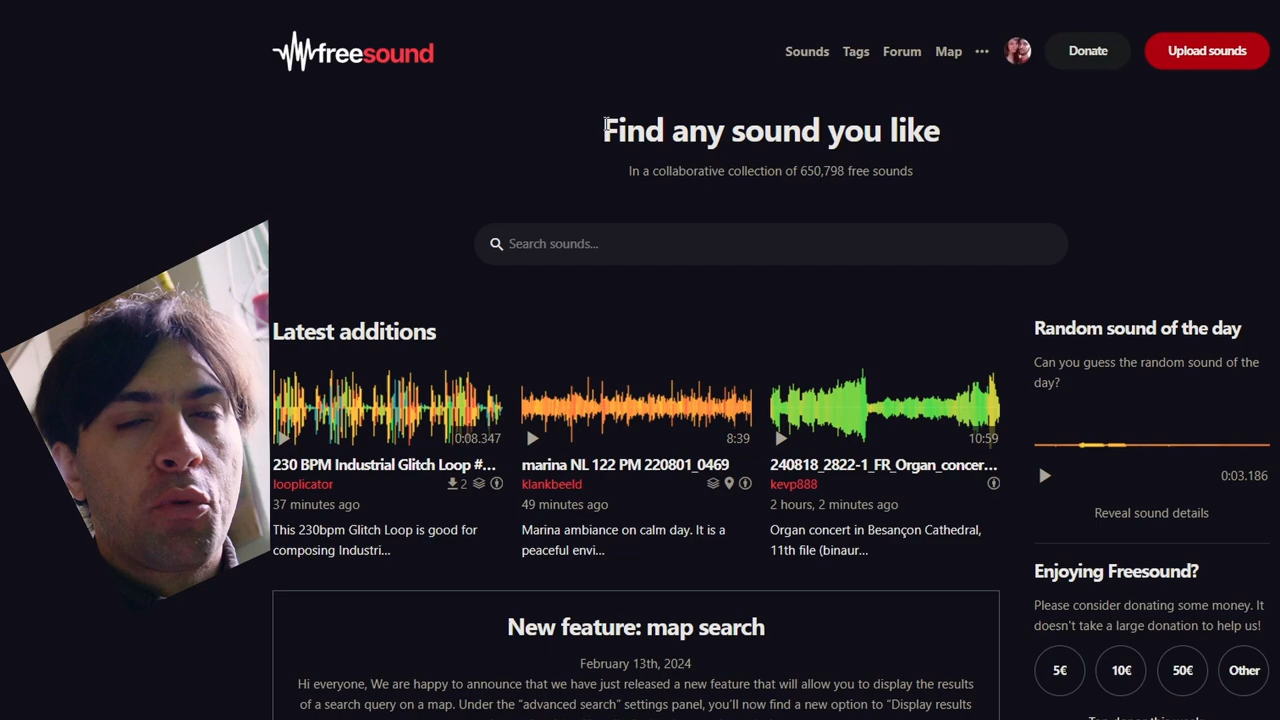 freesound
Sounds
Tags
Forum
Map
Donate
Upload sounds
Find any sound you like
In a collaborative collection of 650,798 free sounds
Search sounds...
Latest additions
0:08.347
230 BPM Industrial Glitch Loop #...
looplicator
2
37 minutes ago
This 230bpm Glitch Loop is good for
composing Industri...
8:39
marina NL 122 PM 220801_0469
klankbeeld
49 minutes ago
Marina ambiance on calm day. It is a
peaceful envi...
10:59
240818_2822-1_FR_Organ_concer...
kevp888
2 hours, 2 minutes ago
Organ concert in Besançon Cathedral,
11th file (binaur...
Random sound of the day
Can you guess the random sound of the
day?
0:03.186
Reveal sound details
Enjoying Freesound?
Please consider donating some money. It
doesn't take a large donation to help us!
5€
10€
50€
Other
New feature: map search
February 13th, 2024
Hi everyone, We are happy to announce that we have just released a new feature that will allow you to display the results
of a search query on a map. Under the “advanced search” settings panel, you'll now find a new option to “Display results